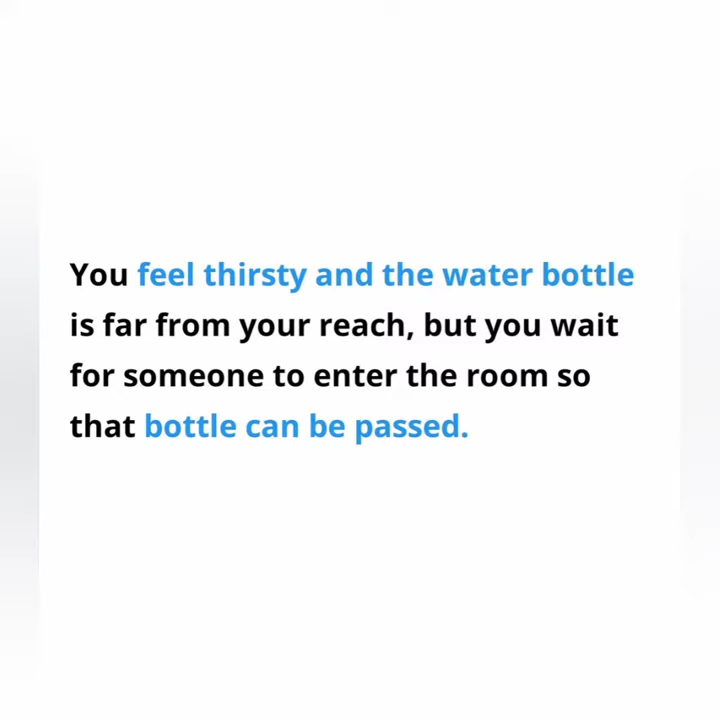 You feel thirsty and the water bottle
is far from your reach, but you wait
for someone to enter the room so
that bottle can be passed.